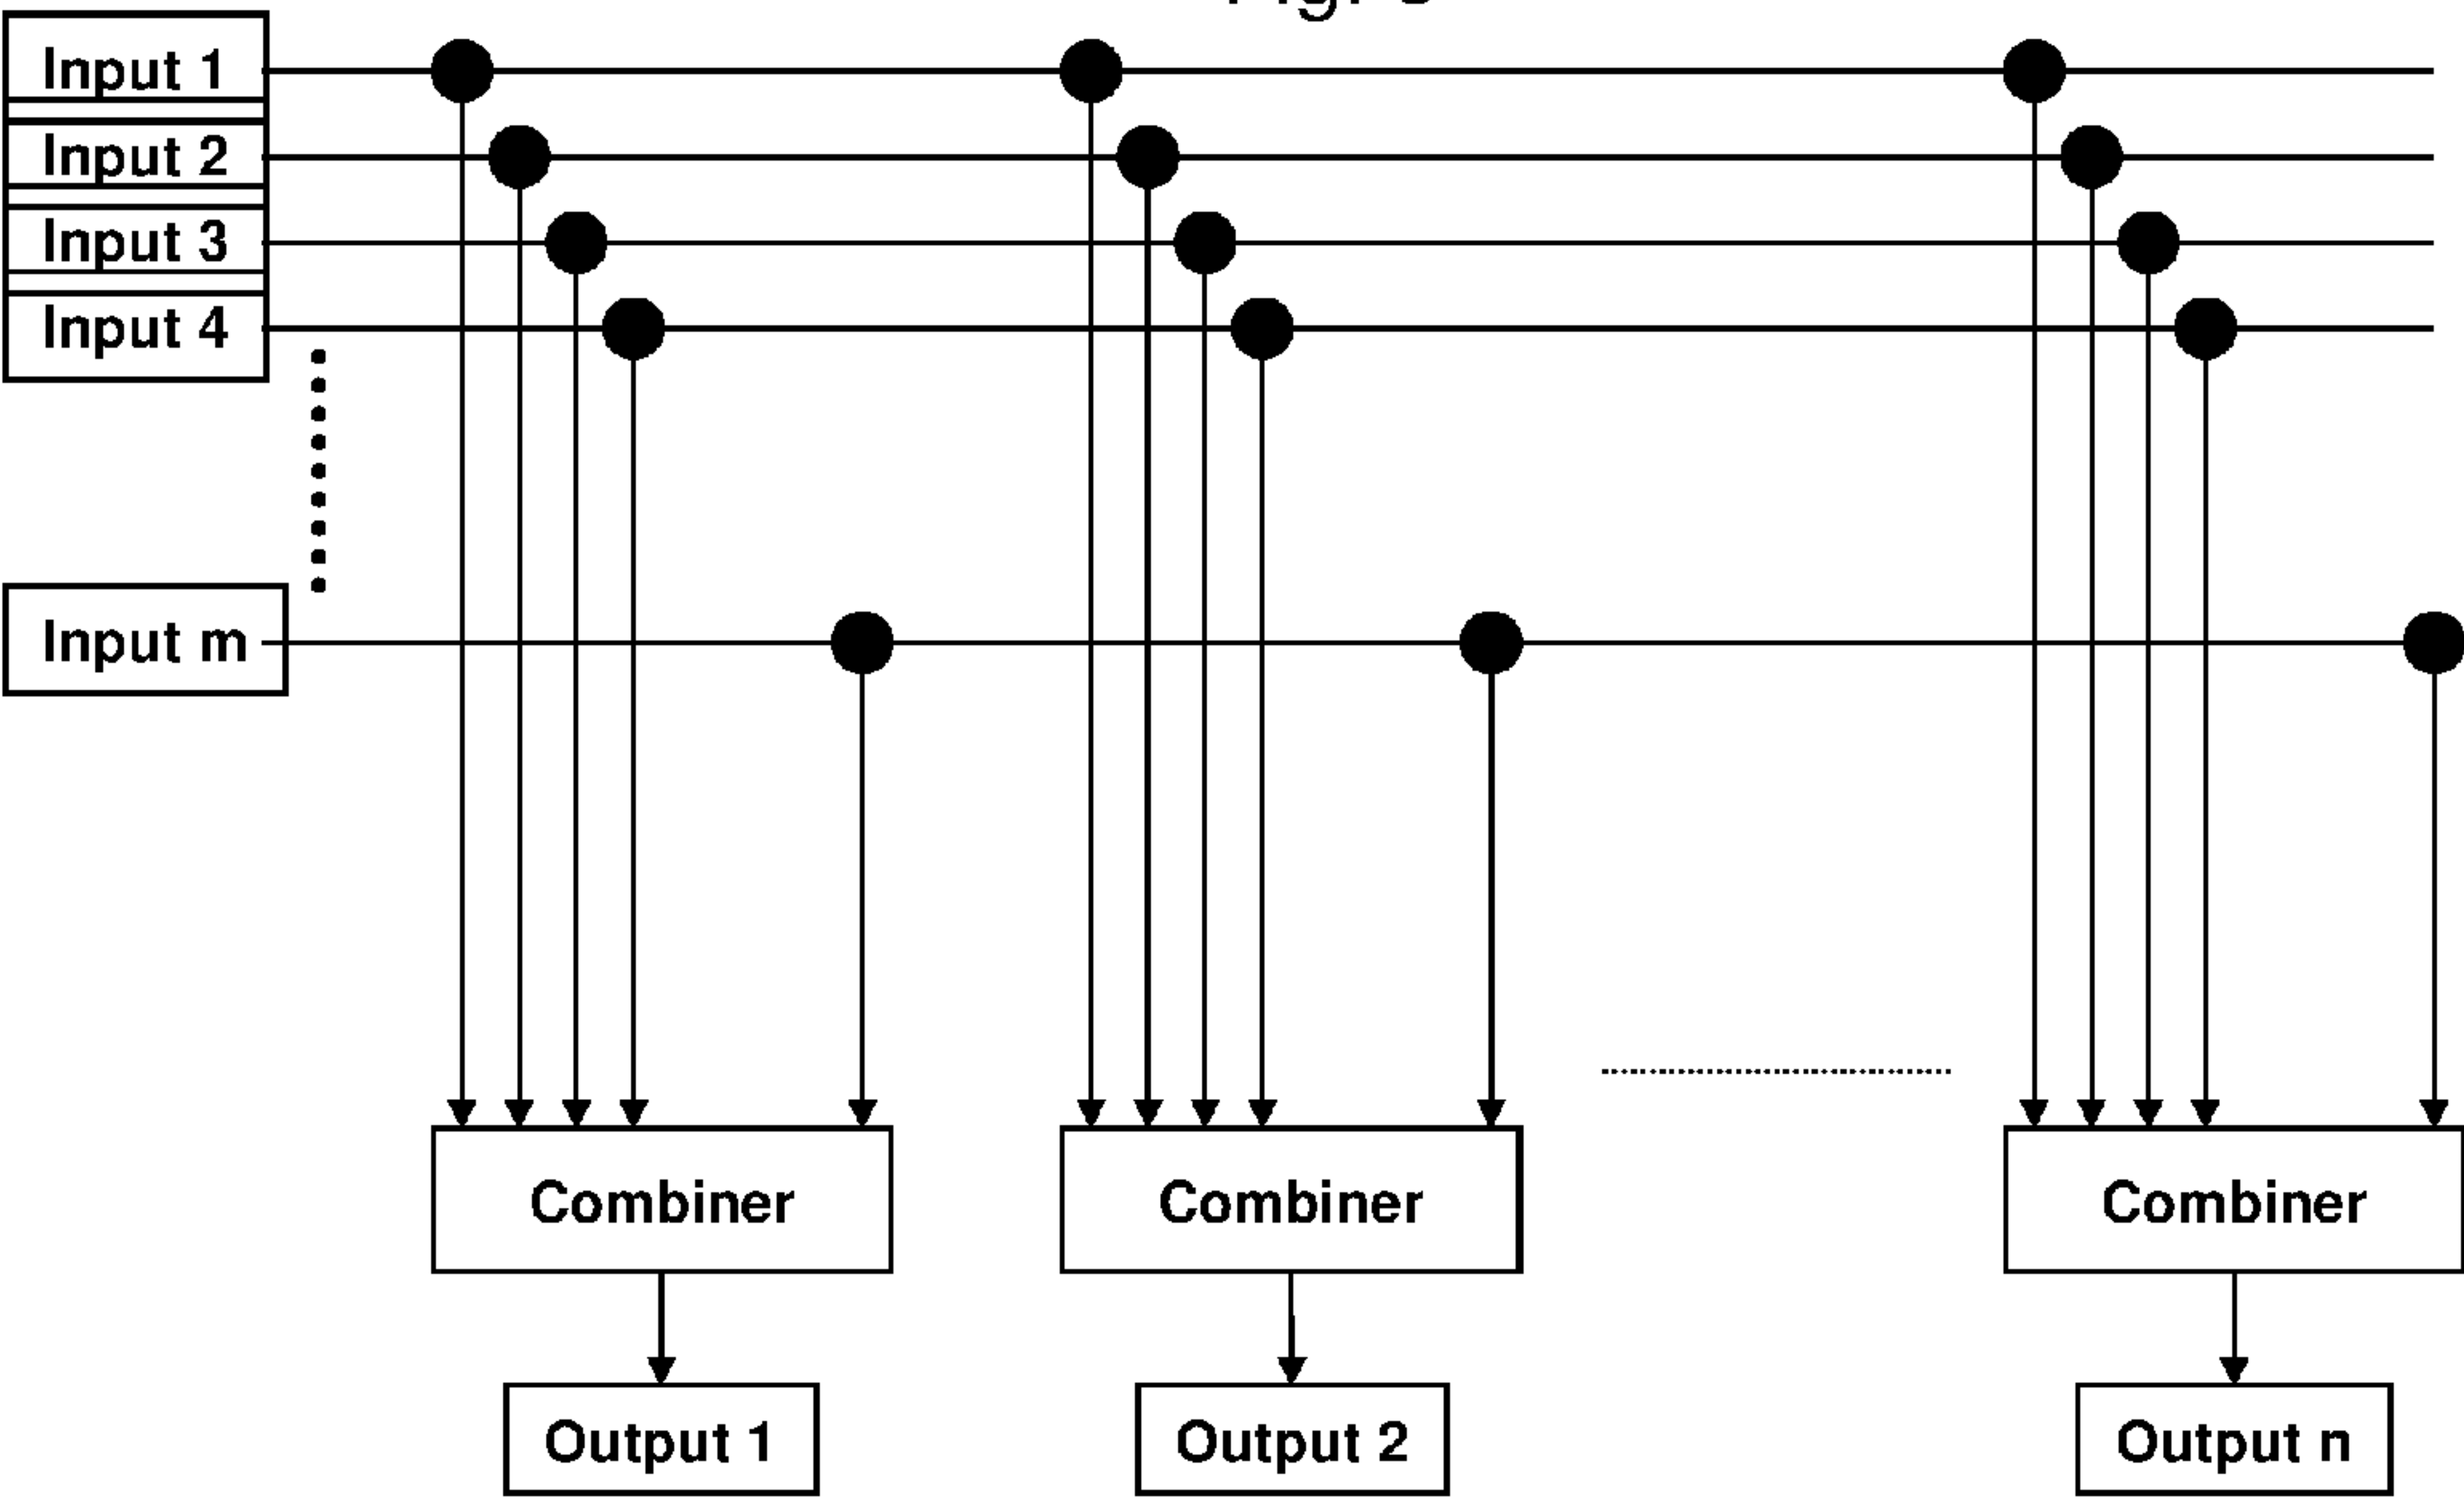 Input 1
Input 2
Input 3
Input 4
Input m
Combiner Combiner Combiner
Output 1 Output 2 Output n